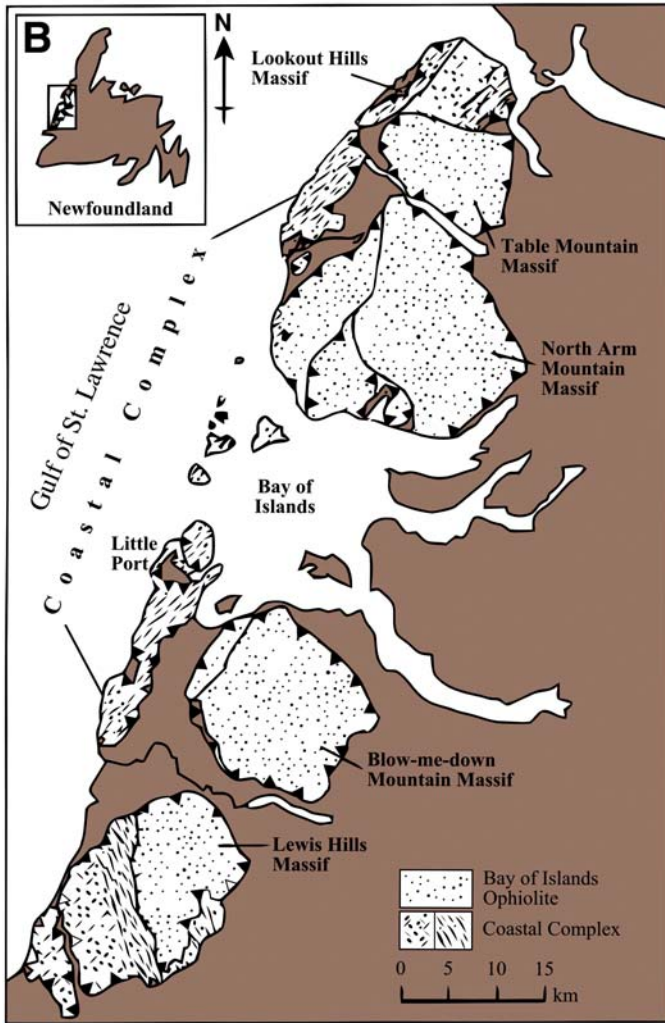 B
N
Newfoundland
Lookout Hills
Massif
Table Mountain
Massif
North Arm
Mountain
Massif
Gulf of St. Lawrence
Coastal Complex
Bay of
Islands
Little
Port
Blow-me-down
Mountain Massif
Lewis Hills
Massif
Bay of Islands
Ophiolite
Coastal Complex
0 5 10 15
km